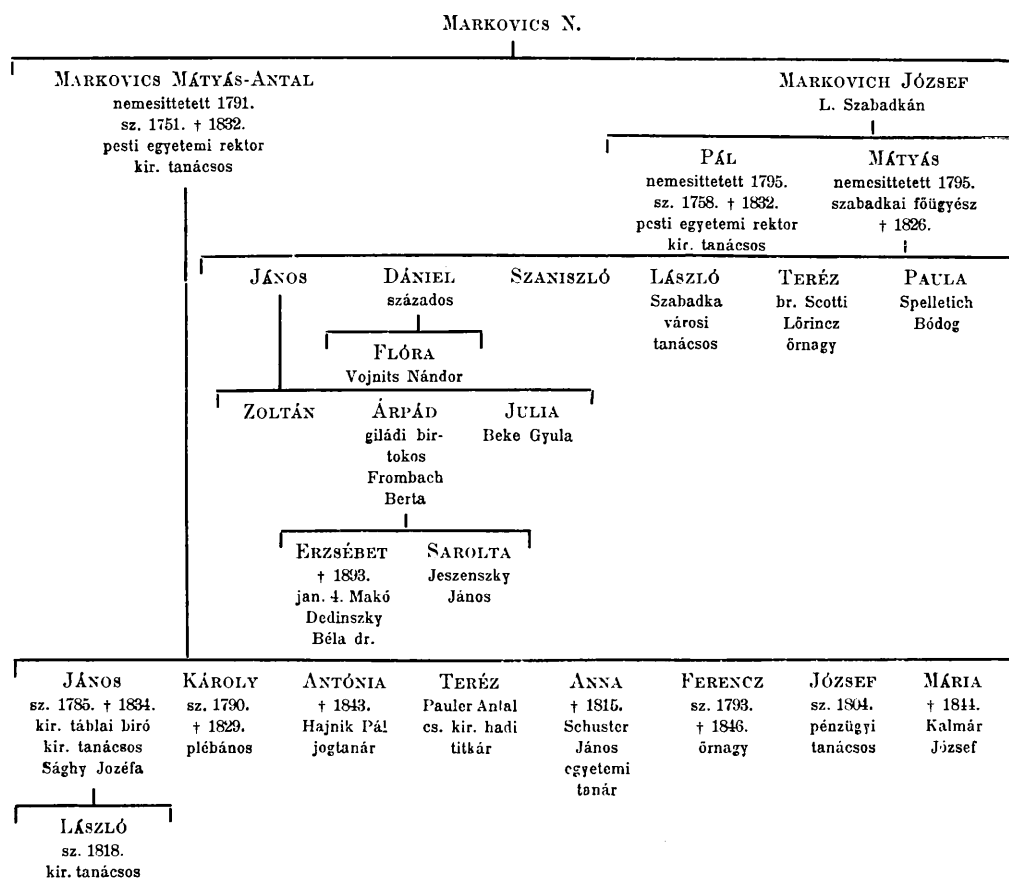 MARKOVICS N.
MARKOVICS MÁTYÁS-ANTAL
nemesittetett 1791.
sz. 1751. † 1832.
pesti egyetemi rektor
kir. tanácsos
MARKOVICH JÓZSEF
L. Szabadkán
PÁL
nemesittetett 1795.
sz. 1758. † 1832.
pesti egyetemi rektor
kir. tanácsos
MÁTYÁS
nemesittetett 1795.
szabadkai főügyész
† 1826.
JÁNOS
DÁNIEL
százados
SZANISZLÓ
LÁSZLÓ
Szabadka
városi
tanácsos
TERÉZ
br. Scotti
Lőrincz
őrnagy
PAULA
Spelletich
Bódog
FLÓRA
Vojnits Nándor
ZOLTÁN
ÁRPÁD
giládi bir-
tokos
Frombach
Berta
JULIA
Beke Gyula
ERZSÉBET
† 1893.
jan. 4. Makó
Dedinszky
Béla dr.
SAROLTA
Jeszenszky
János
JÁNOS
sz. 1785. † 1834.
kir. táblai biró
kir. tanácsos
Sághy Jozéfa
KÁROLY
sz. 1790.
† 1829.
plébános
ANTÓNIA
† 1843.
Hajnik Pál
jogtanár
TERÉZ
Pauler Antal
cs. kir. hadi
titkár
ANNA
† 1815.
Schuster
János
egyetemi
tanár
FERENCZ
sz. 1793.
† 1846.
őrnagy
JÓZSEF
sz. 1804.
pénzügyi
tanácsos
MÁRIA
† 1844.
Kalmár
József
LÁSZLÓ
sz. 1818.
kir. tanácsos